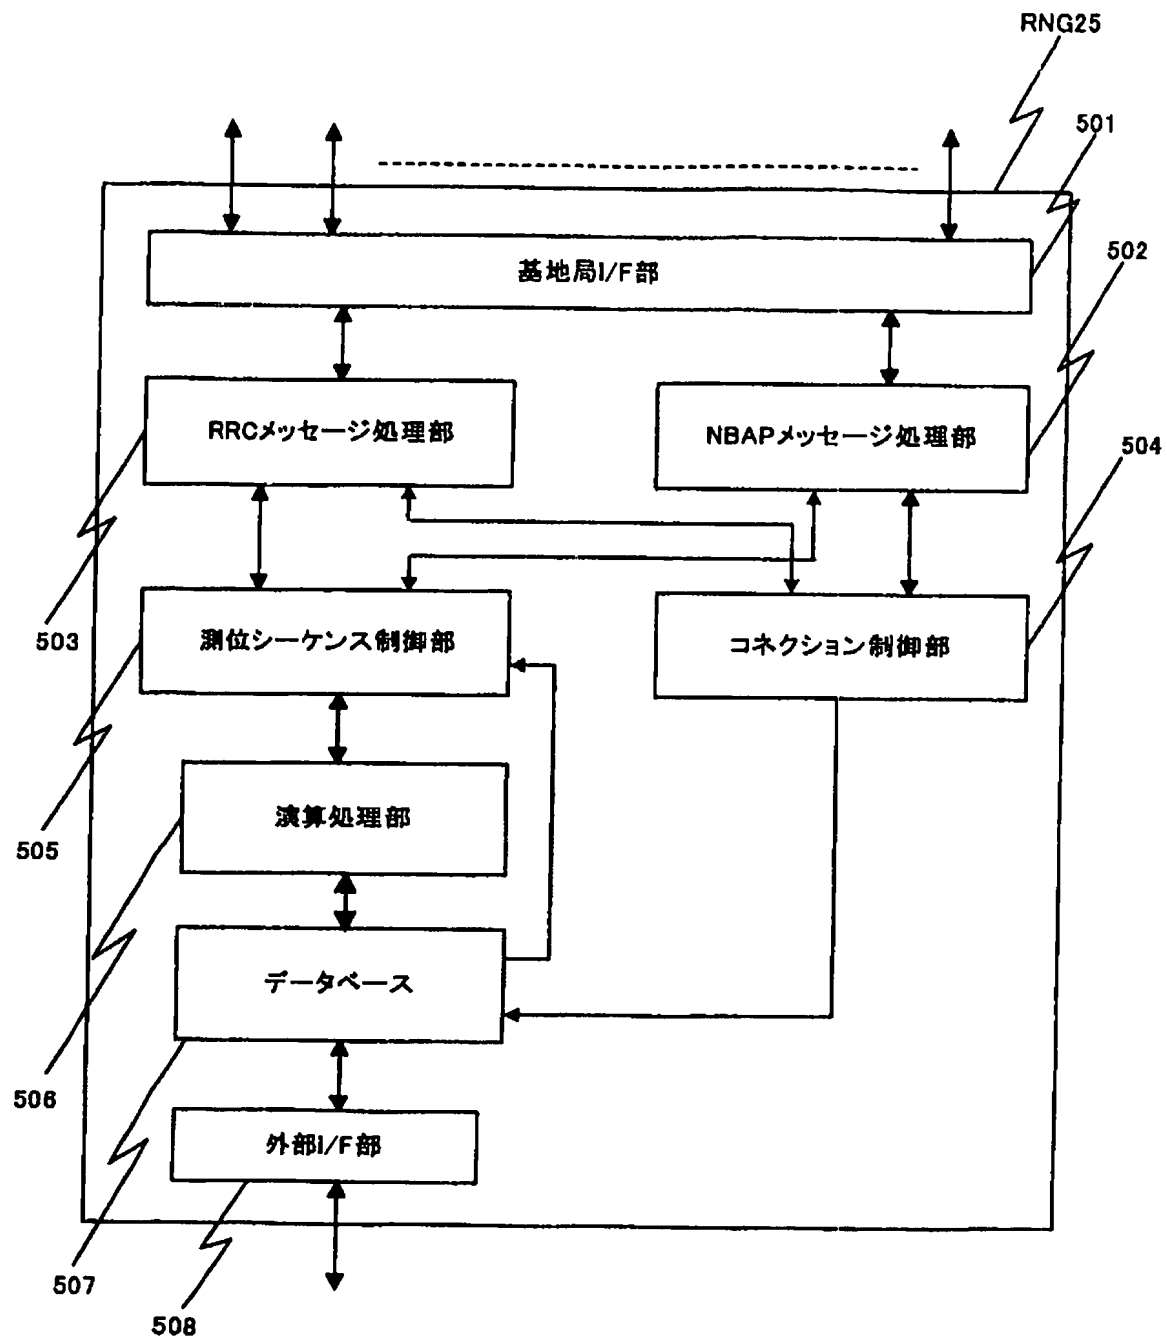 RNG25
501
基地局I/F部
502
RRCメッセージ処理部
NBAPメッセージ処理部
504
503
測位シーケンス制御部
コネクション制御部
505
演算処理部
データベース
506
外部I/F部
507
508